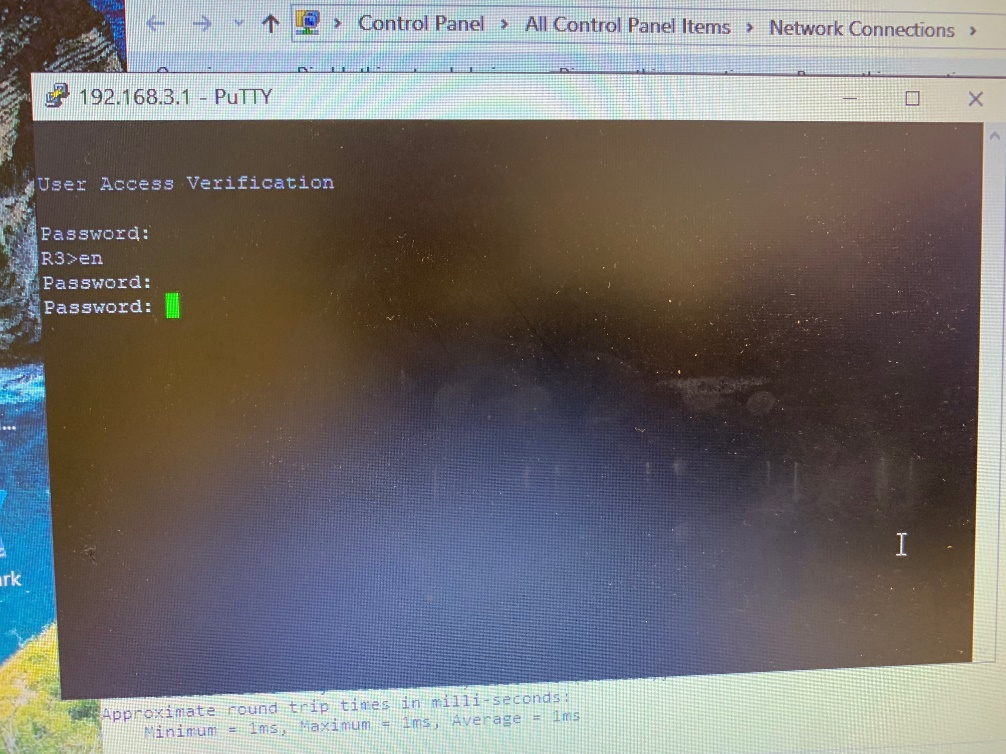 Control Panel > All Control Panel Items > Network Connections >
192.168.3.1 - PuTTY
User Access Verification
Password:
R3>en
Password:
Password:
...
rk
Approximate round trip times in milli-seconds:
Minimum = 1ms, Maximum = 1ms, Average = 1ms